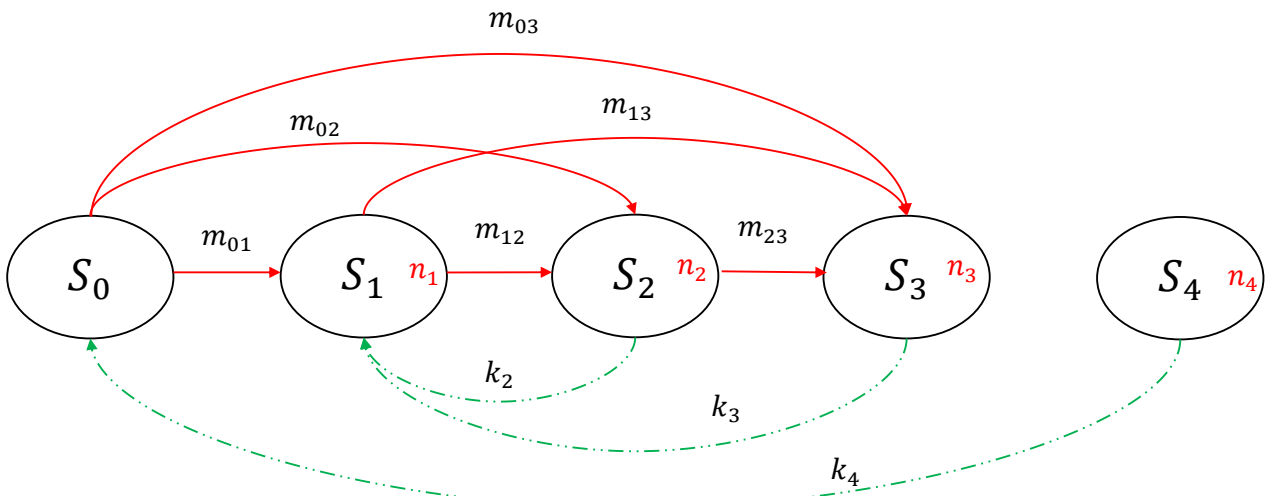 m₀₃
m₁₃
m₀₂
m₀₁
m₁₂
m₂₃
S₀
S₁ n₁
S₂ n₂
S₃ n₃
S₄ n₄
k₂
k₃
k₄